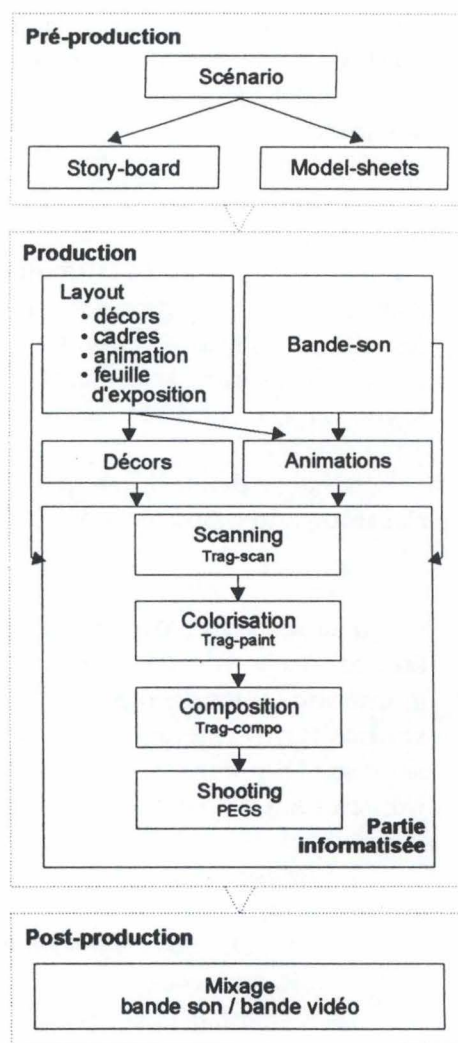 Pré-production
Scénario
Story-board
Model-sheets
Production
Layout
• décors
• cadres
• animation
• feuille
d'exposition
Bande-son
Décors
Animations
Scanning
Trag-scan
Colorisation
Trag-paint
Composition
Trag-compo
Shooting
PEGS
Partie
informatisée
Post-production
Mixage
bande son / bande vidéo